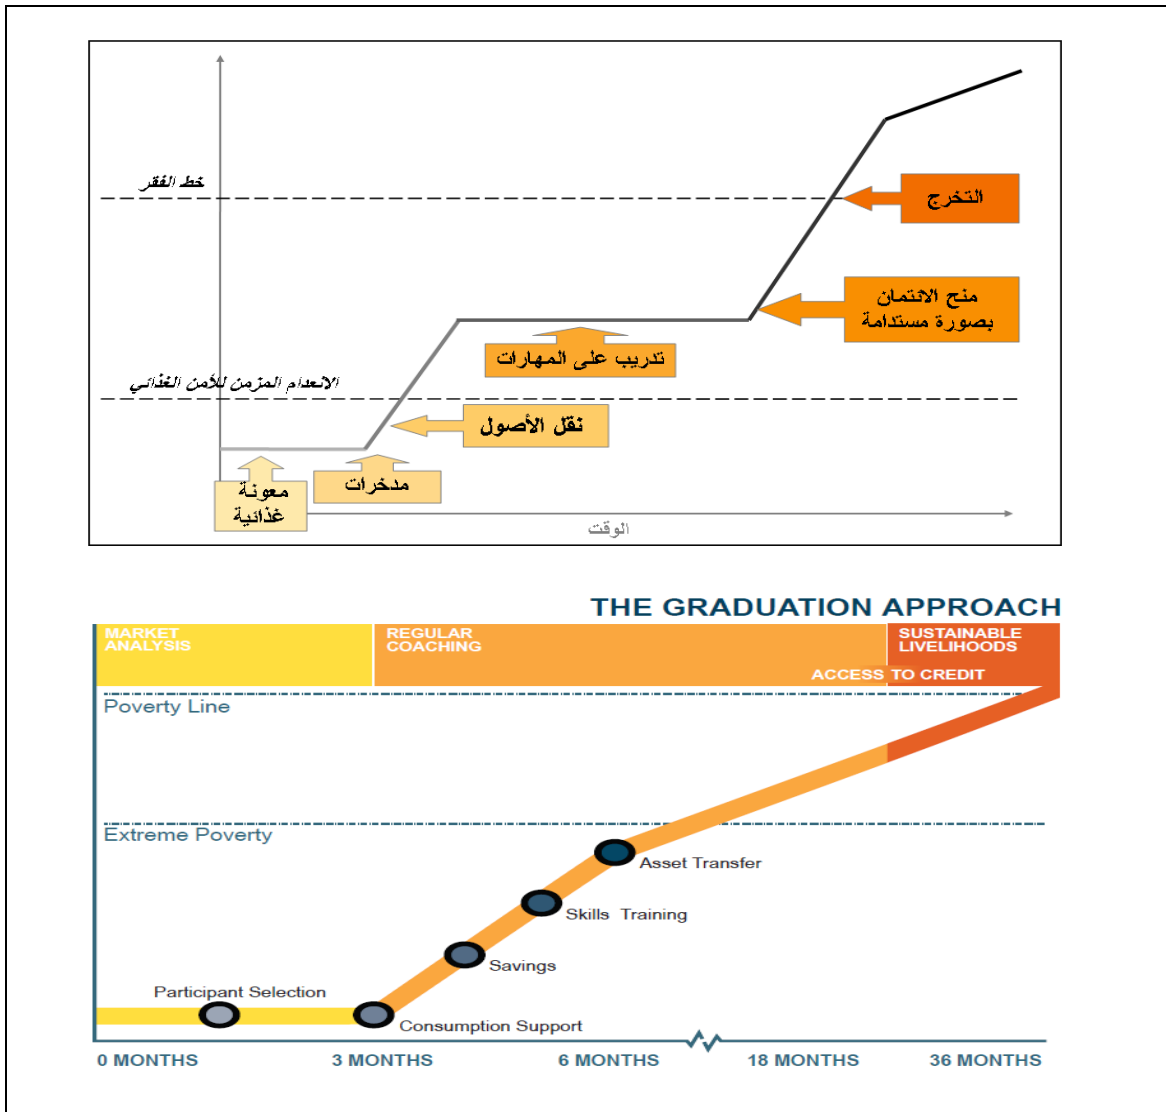 خط الفقر
التخرج
منح الائتمان
بصورة مستدامة
تدريب على المهارات
الانعدام المزمن للأمن الغذائي
نقل الأصول
مدخرات
معونة
غذائية
الوقت
THE GRADUATION APPROACH
MARKET
ANALYSIS
REGULAR
COACHING
SUSTAINABLE
LIVELIHOODS
ACCESS TO CREDIT
Poverty Line
Extreme Poverty
Asset Transfer
Skills Training
Savings
Participant Selection
Consumption Support
0 MONTHS
3 MONTHS
6 MONTHS
18 MONTHS
36 MONTHS